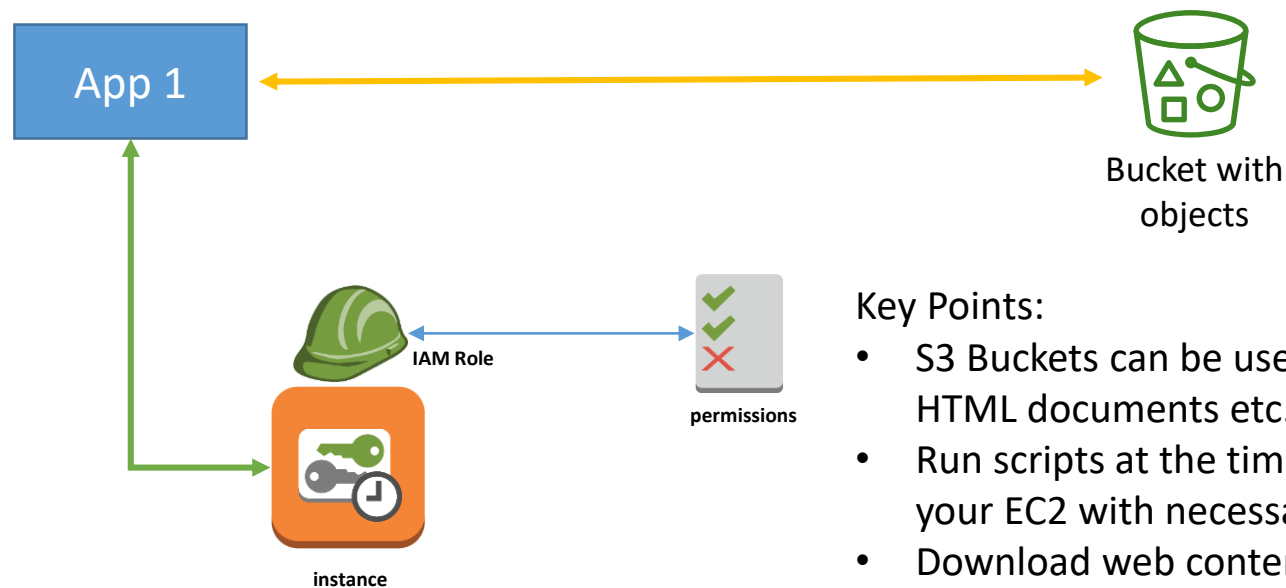 App 1
Bucket with
objects
IAM Role
permissions
instance
Key Points:
• S3 Buckets can be use
HTML documents etc.
• Run scripts at the tim
your EC2 with necessa
• Download web conte